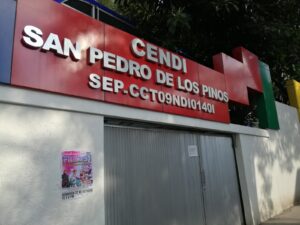 CENDI
SAN PEDRO DE LOS PINOS
SEP-CCT09NDI0140I